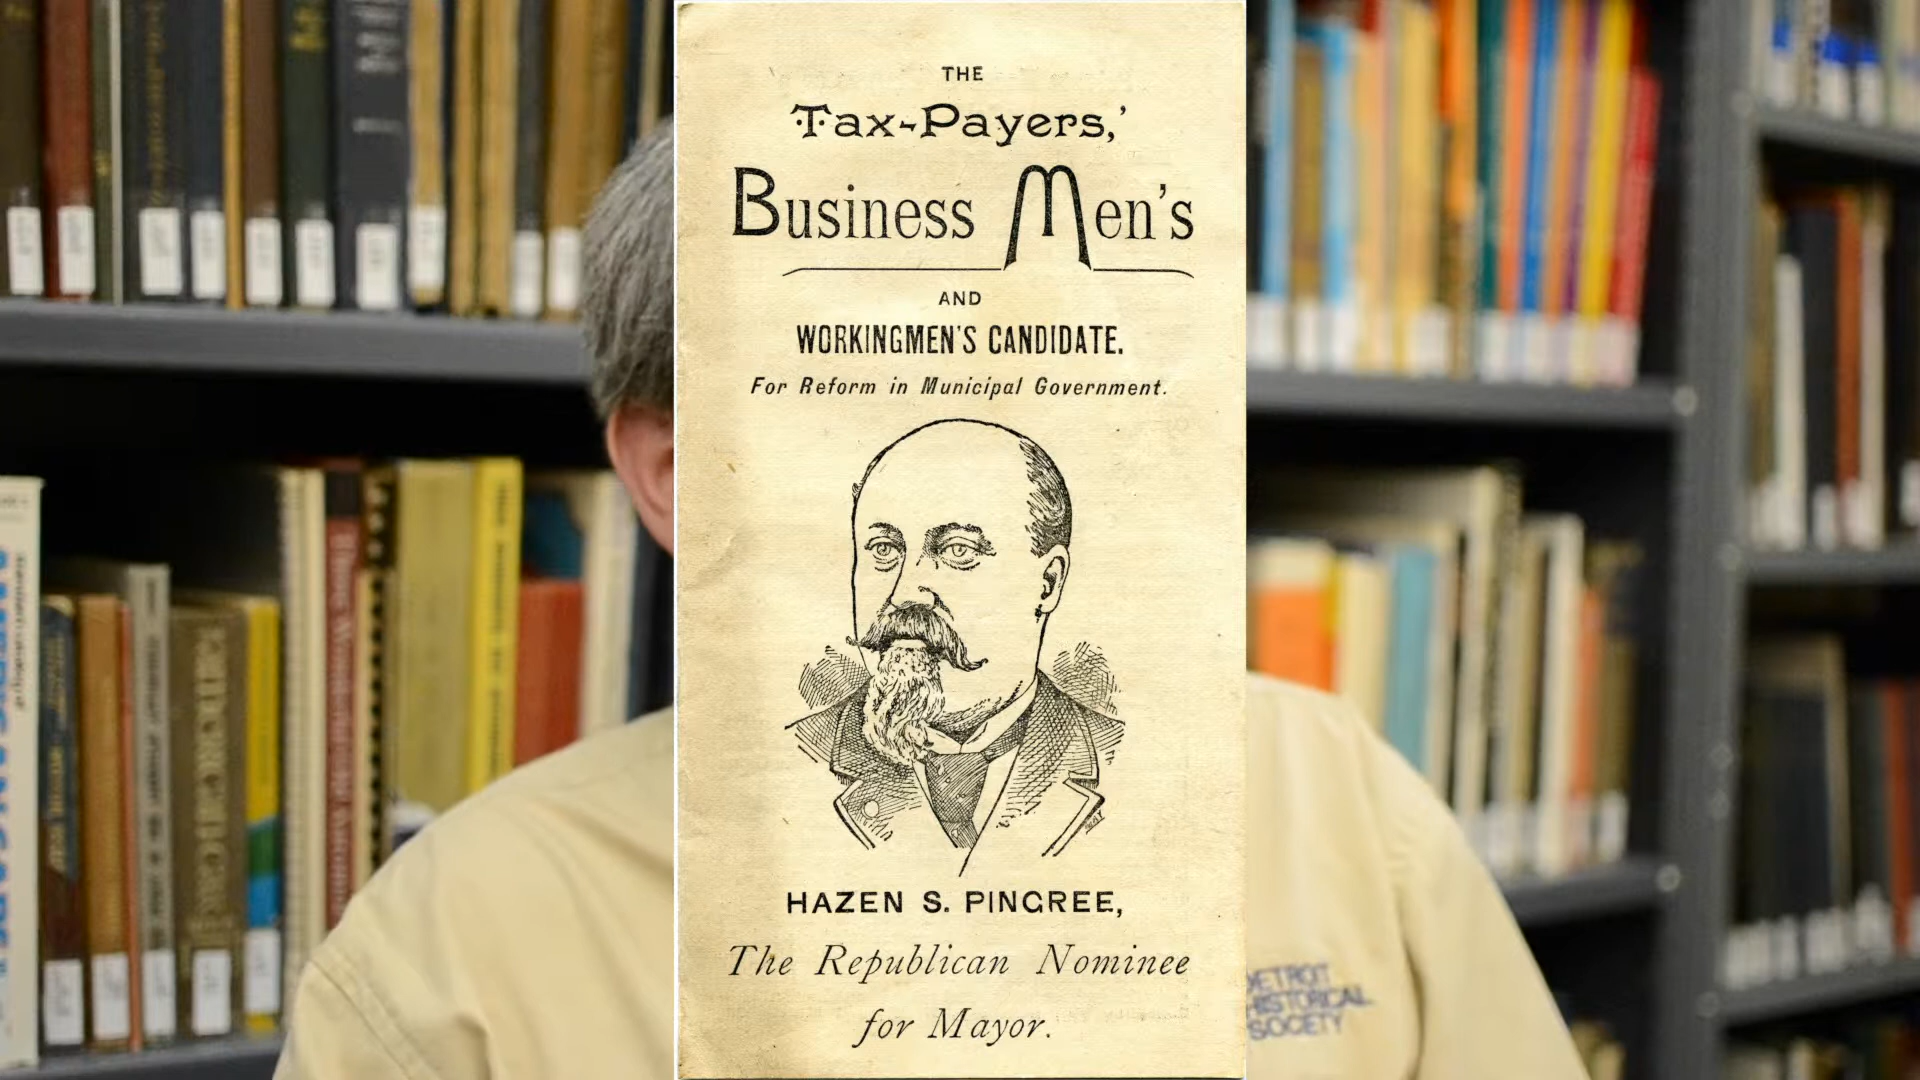 THE
Tax-Payers,'
Business Men's
AND
WORKINGMEN'S CANDIDATE.
For Reform in Municipal Government.
HAZEN S. PINGREE,
The Republican Nominee
for Mayor.
DETROIT
HISTORICAL
SOCIETY